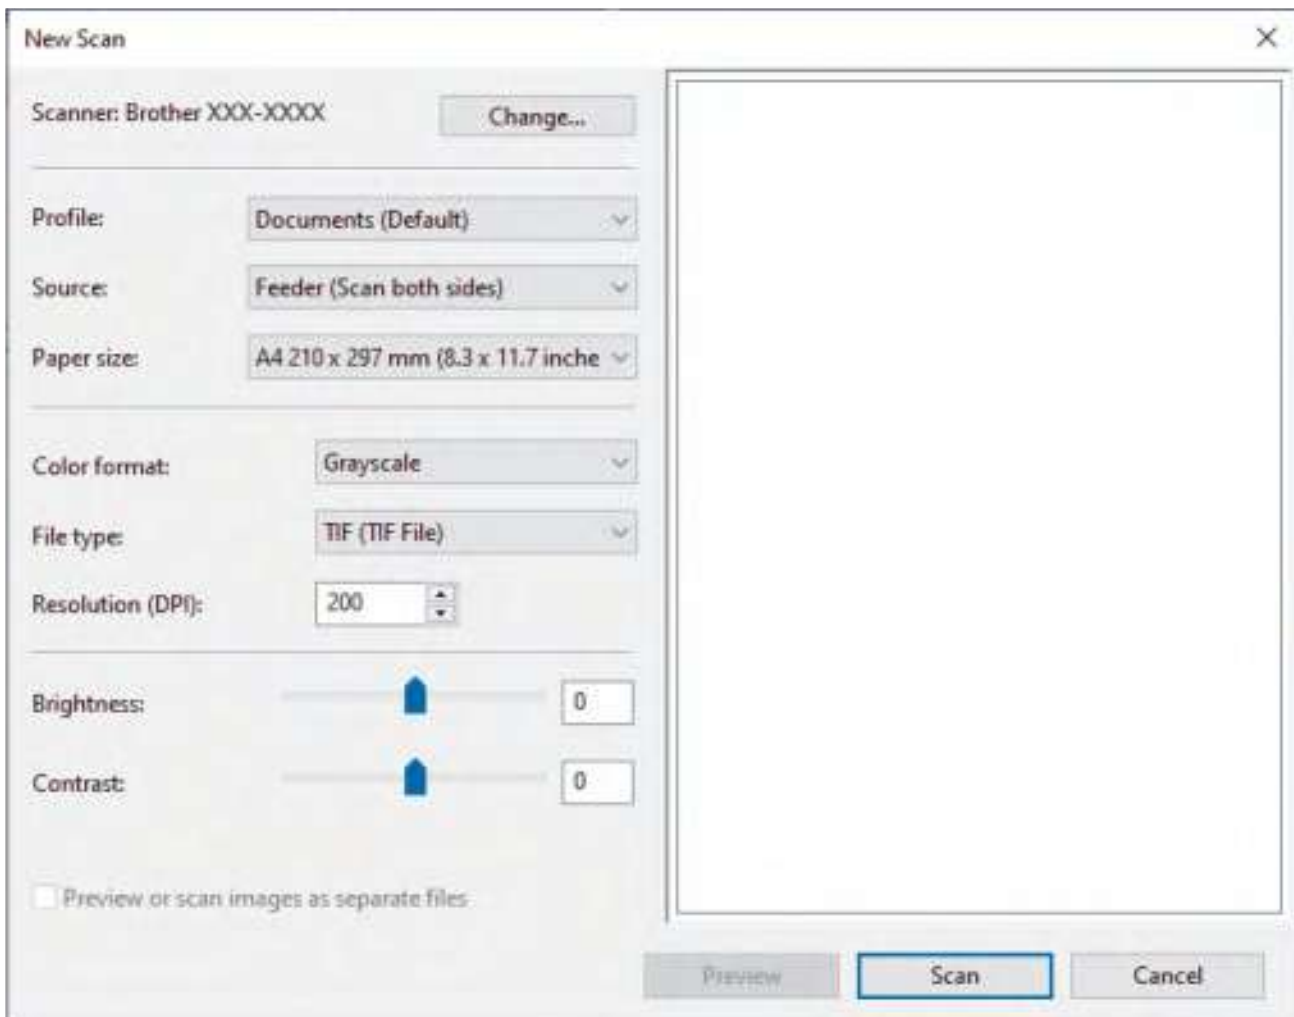 New Scan
Scanner: Brother XXX-XXXX
Change...
Profile:
Documents (Default)
Source:
Feeder (Scan both sides)
Paper size:
A4 210 x 297 mm (8.3 x 11.7 inche
Color format:
Grayscale
File type:
TIF (TIF File)
Resolution (DPI):
200
Brightness:
0
Contrast:
0
Preview or scan images as separate files
Preview
Scan
Cancel